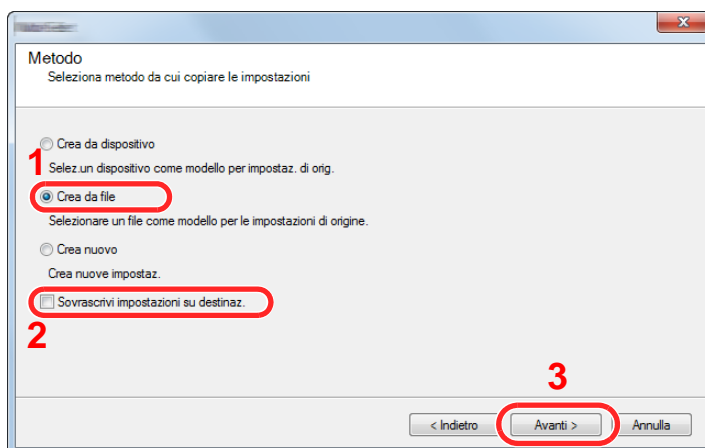 Metodo
Seleziona metodo da cui copiare le impostazioni
Crea da dispositivo
1
Selez.un dispositivo come modello per impostaz. di orig.
Crea da file
Selezionare un file come modello per le impostazioni di origine.
Crea nuovo
Crea nuove impostaz.
Sovrascrivi impostazioni su destinaz.
2
3
< Indietro
Avanti >
Annulla